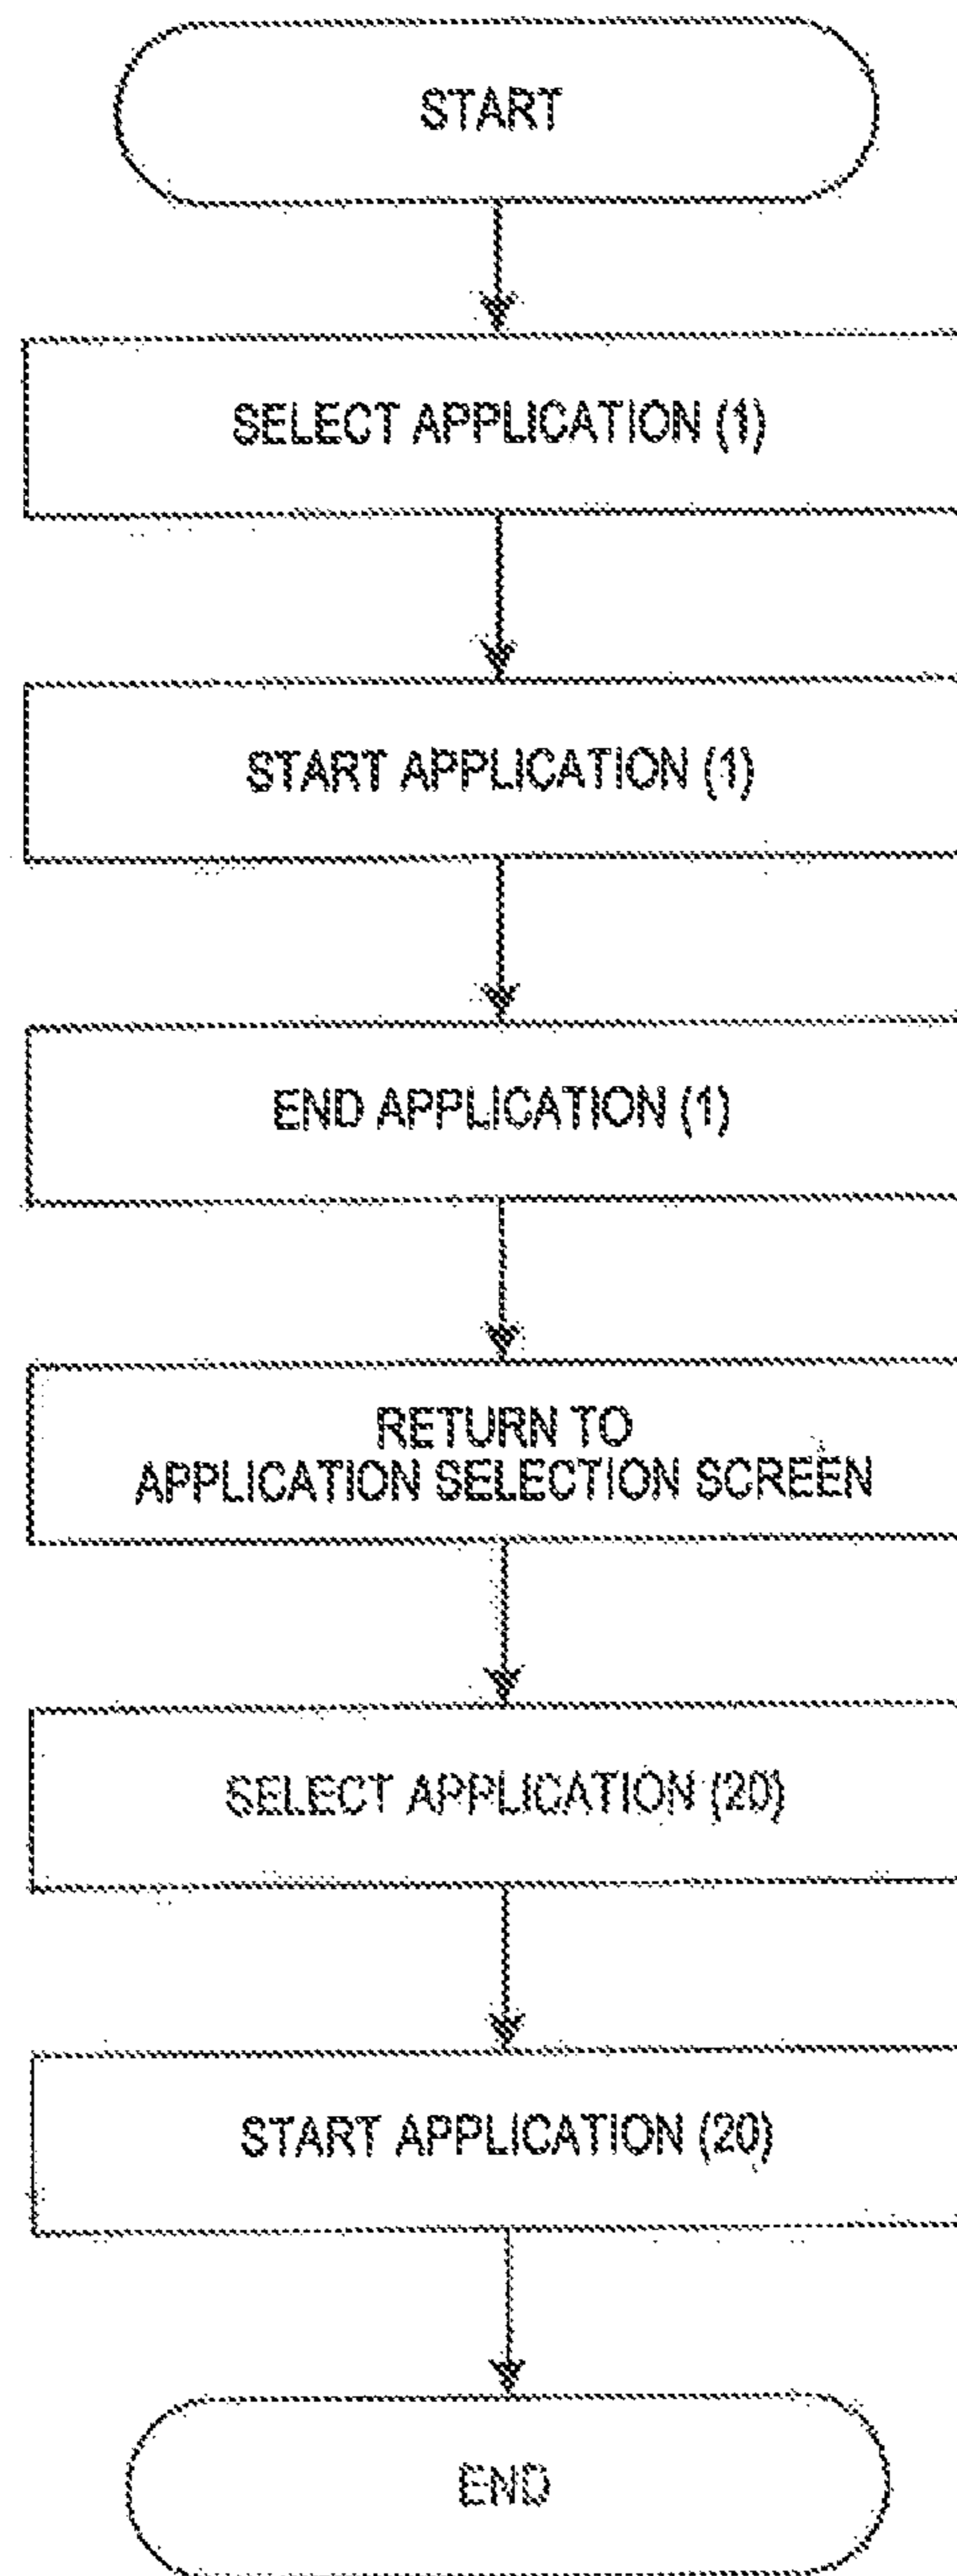 START
SELECT APPLICATION (1)
START APPLICATION (1)
END APPLICATION (1)
RETURN TO
APPLICATION SELECTION SCREEN
SELECT APPLICATION (20)
START APPLICATION (20)
END